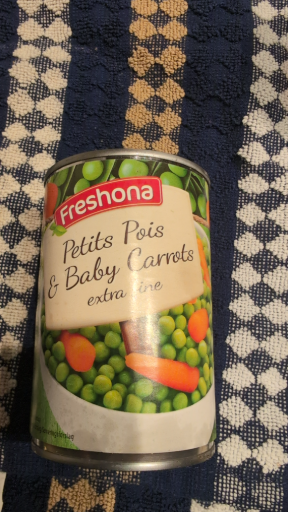 Freshona
Petits Pois
& Baby Carrots
extra fine